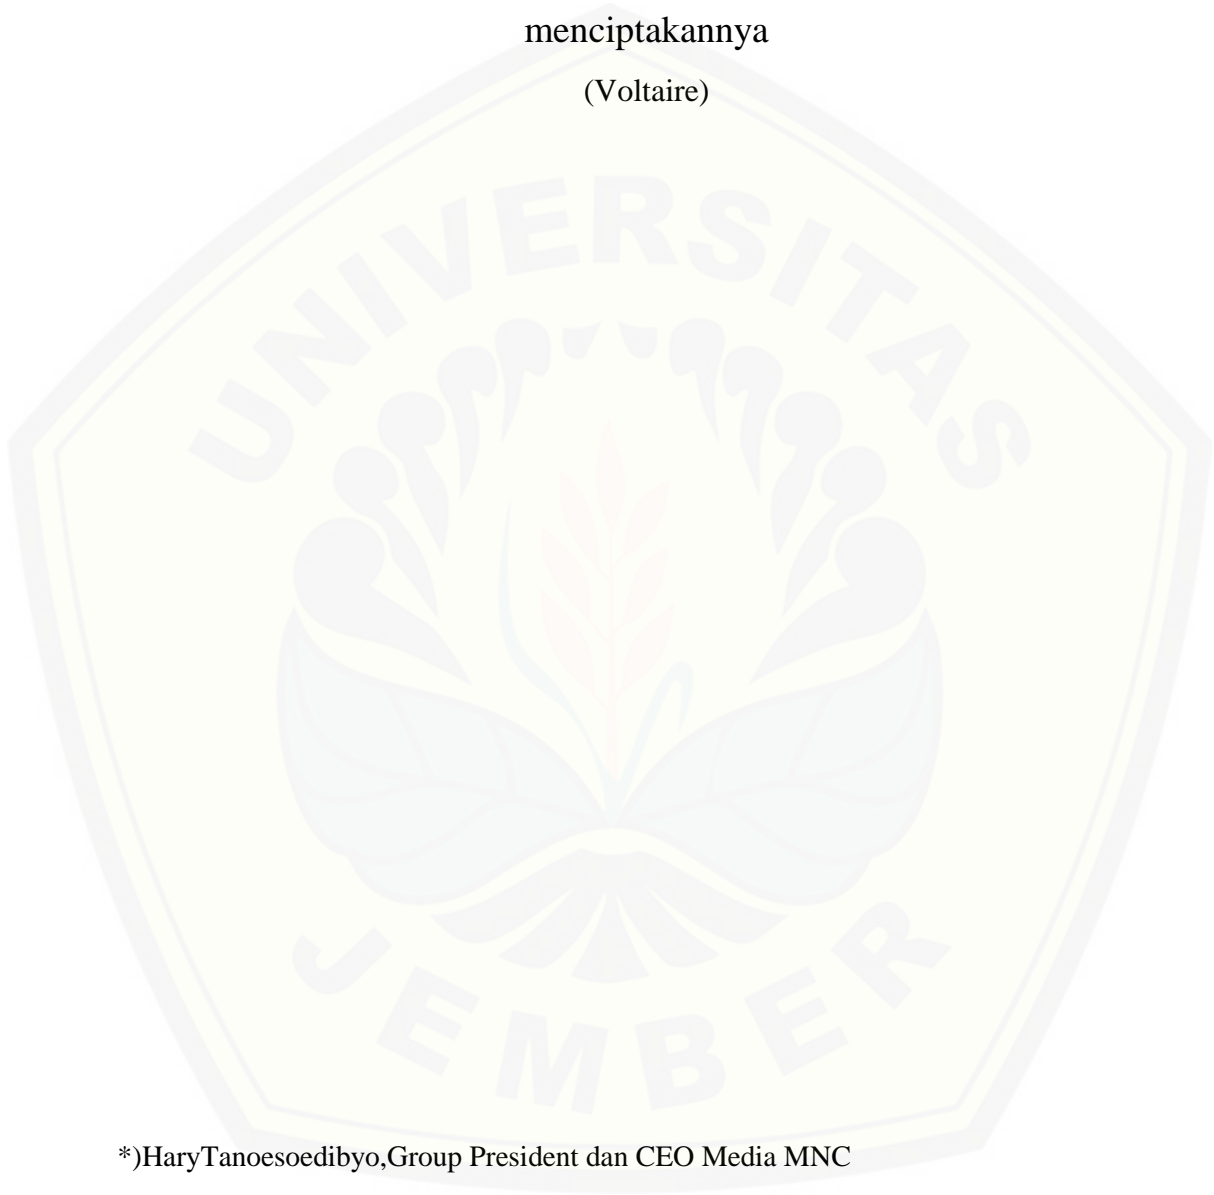 menciptakannya
(Voltaire)
UNIVERSITAS
JEMBER
*)HaryTanoesoedibyo,Group President dan CEO Media MNC